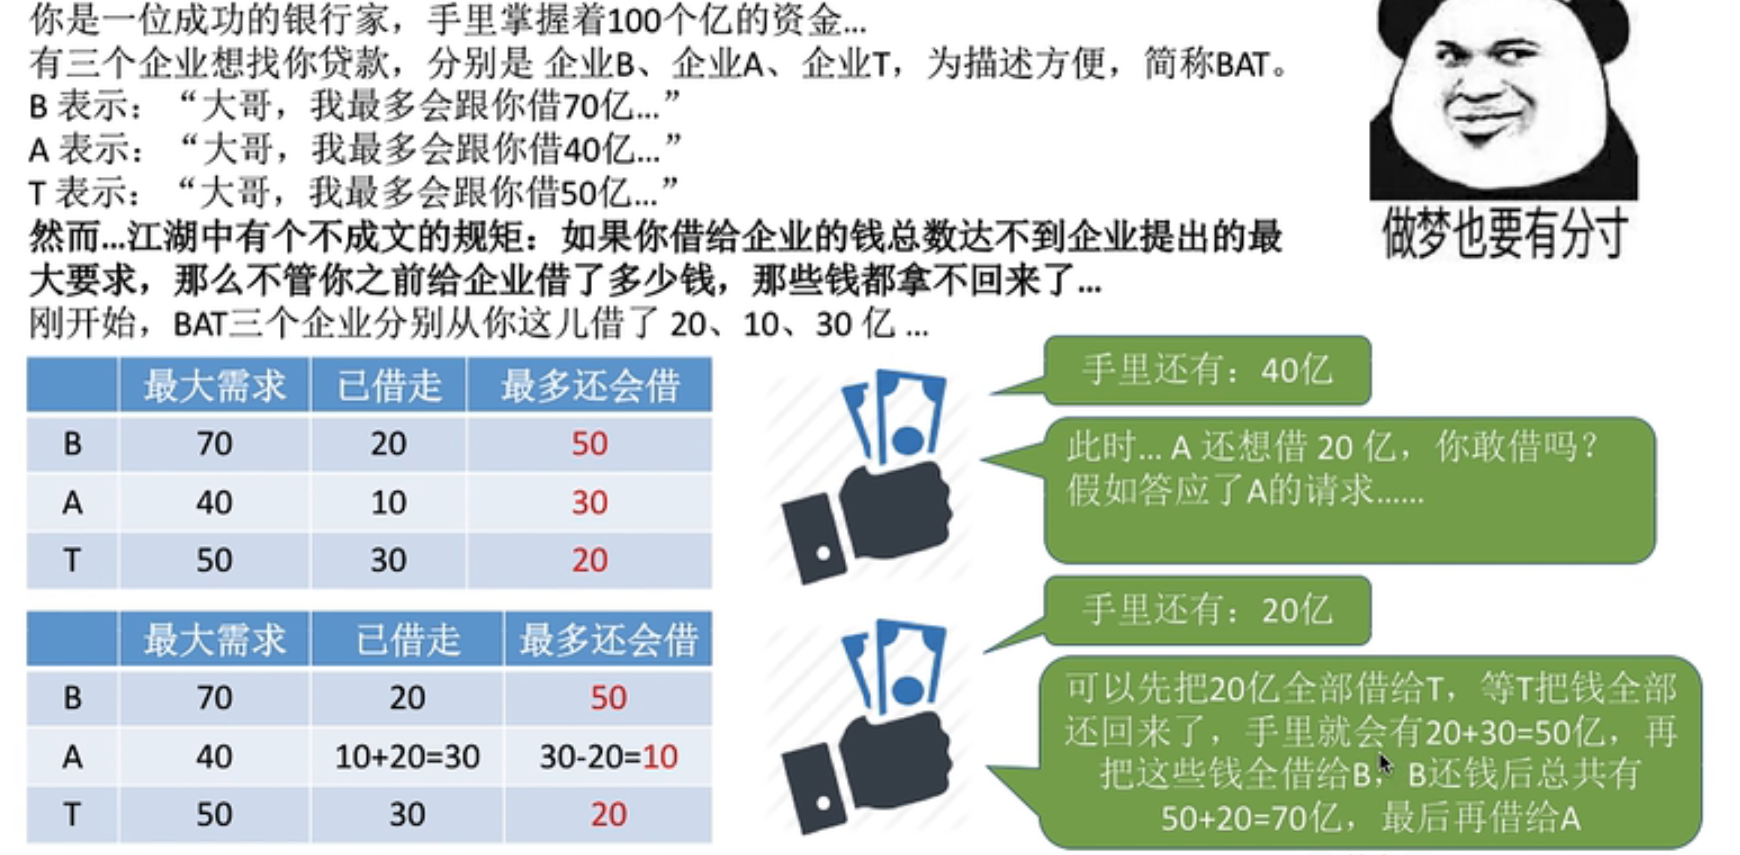 你是一位成功的银行家，手里掌握着100个亿的资金...
有三个企业想找你贷款，分别是 企业B、企业A、企业T，为描述方便，简称BAT。
B 表示：“大哥，我最多会跟你借70亿...”
A 表示：“大哥，我最多会跟你借40亿...”
T 表示：“大哥，我最多会跟你借50亿...”
然而...江湖中有个不成文的规矩：如果你借给企业的钱总数达不到企业提出的最
大要求，那么不管你之前给企业借了多少钱，那些钱都拿不回来了...
刚开始，BAT三个企业分别从你这儿借了 20、10、30 亿 ...
做梦也要有分寸
最大需求 已借走 最多还会借
B 70 20 50
A 40 10 30
T 50 30 20
手里还有：40亿
此时... A 还想借 20 亿，你敢借吗？
假如答应了A的请求......
最大需求 已借走 最多还会借
B 70 20 50
A 40 10+20=30 30-20=10
T 50 30 20
手里还有：20亿
可以先把20亿全部借给T，等T把钱全部
还回来了，手里就会有20+30=50亿，再
把这些钱全借给B，B还钱后总共有
50+20=70亿，最后再借给A